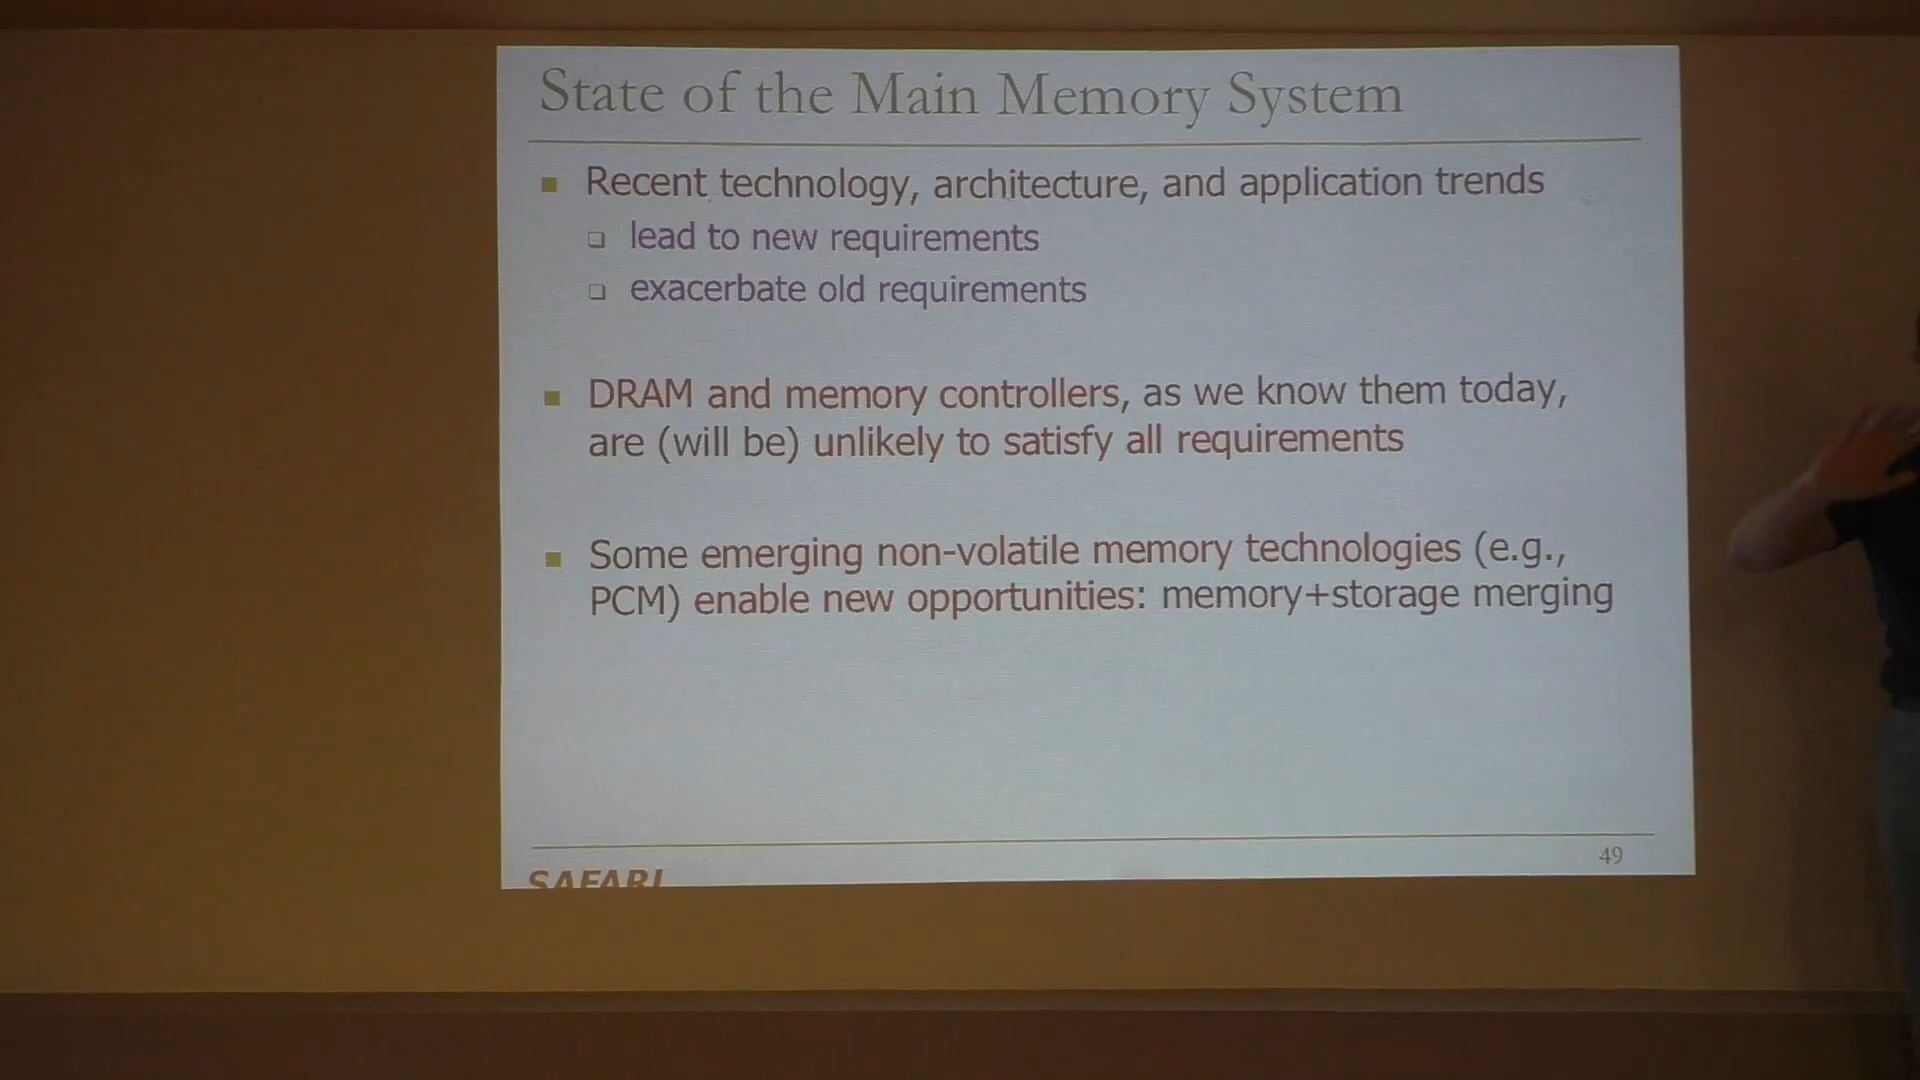 State of the Main Memory System
Recent technology, architecture, and application trends
lead to new requirements
exacerbate old requirements
DRAM and memory controllers, as we know them today,
are (will be) unlikely to satisfy all requirements
Some emerging non-volatile memory technologies (e.g.,
PCM) enable new opportunities: memory+storage merging
49
SAFARI